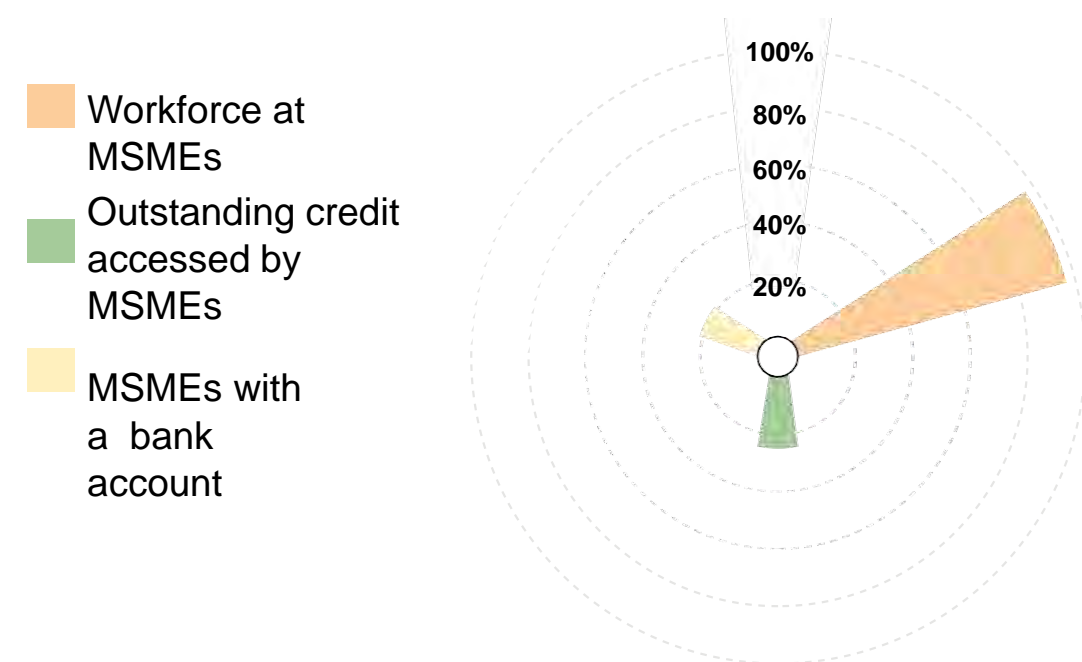 Workforce at
MSMEs
Outstanding credit
accessed by
MSMEs
MSMEs with
a bank
account
100%
80%
60%
40%
20%